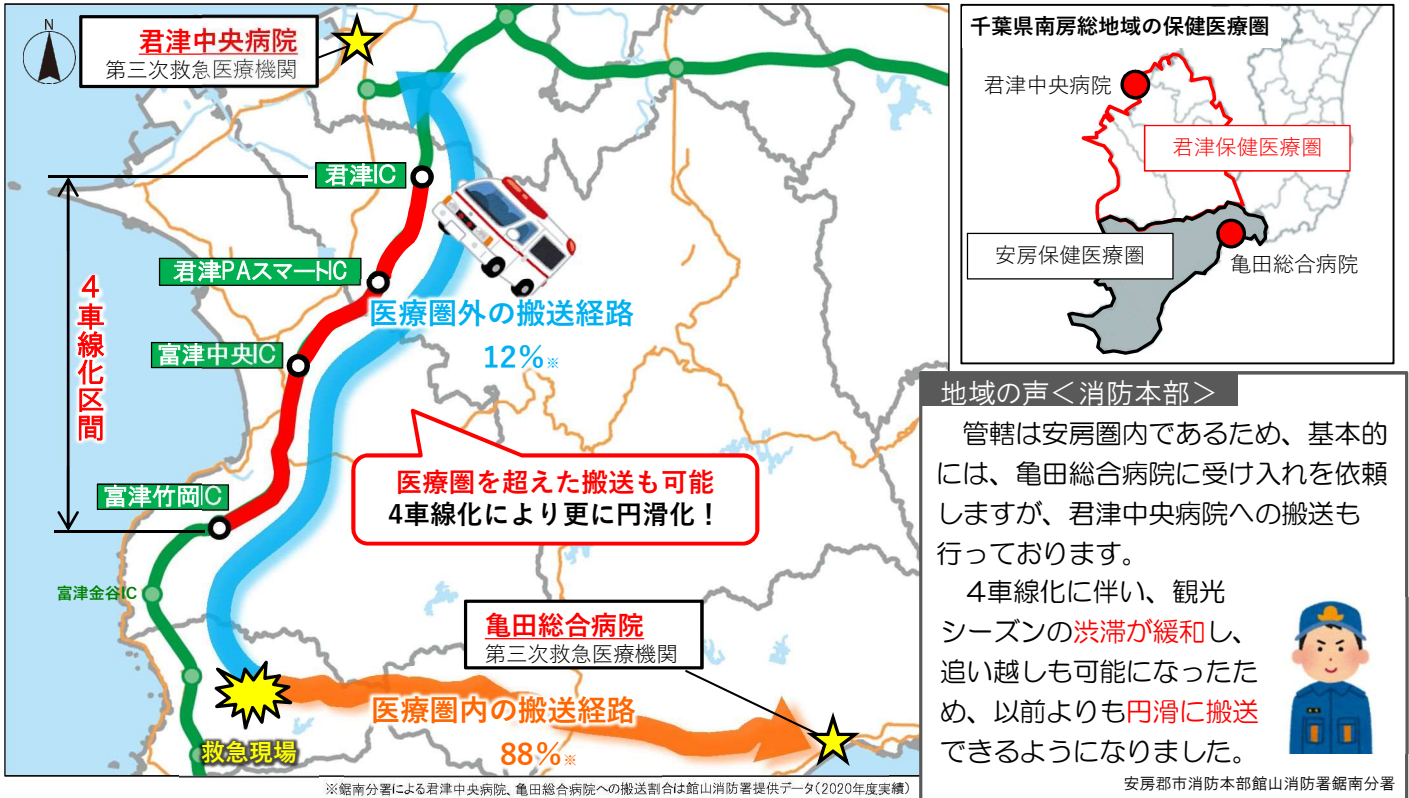 N
君津中央病院
第三次救急医療機関
君津IC
君津PAスマートIC
4車線化区間
医療圏外の搬送経路
12%※
富津中央IC
医療圏を超えた搬送も可能
4車線化により更に円滑化！
富津竹岡IC
富津金谷IC
亀田総合病院
第三次救急医療機関
医療圏内の搬送経路
88%※
救急現場
※鋸南分署による君津中央病院、亀田総合病院への搬送割合は館山消防署提供データ(2020年度実績)
千葉県南房総地域の保健医療圏
君津中央病院
君津保健医療圏
安房保健医療圏
亀田総合病院
地域の声＜消防本部＞
管轄は安房圏内であるため、基本的
には、亀田総合病院に受け入れを依頼
しますが、君津中央病院への搬送も
行っております。
4車線化に伴い、観光
シーズンの渋滞が緩和し、
追い越しも可能になったた
め、以前よりも円滑に搬送
できるようになりました。
安房郡市消防本部館山消防署鋸南分署